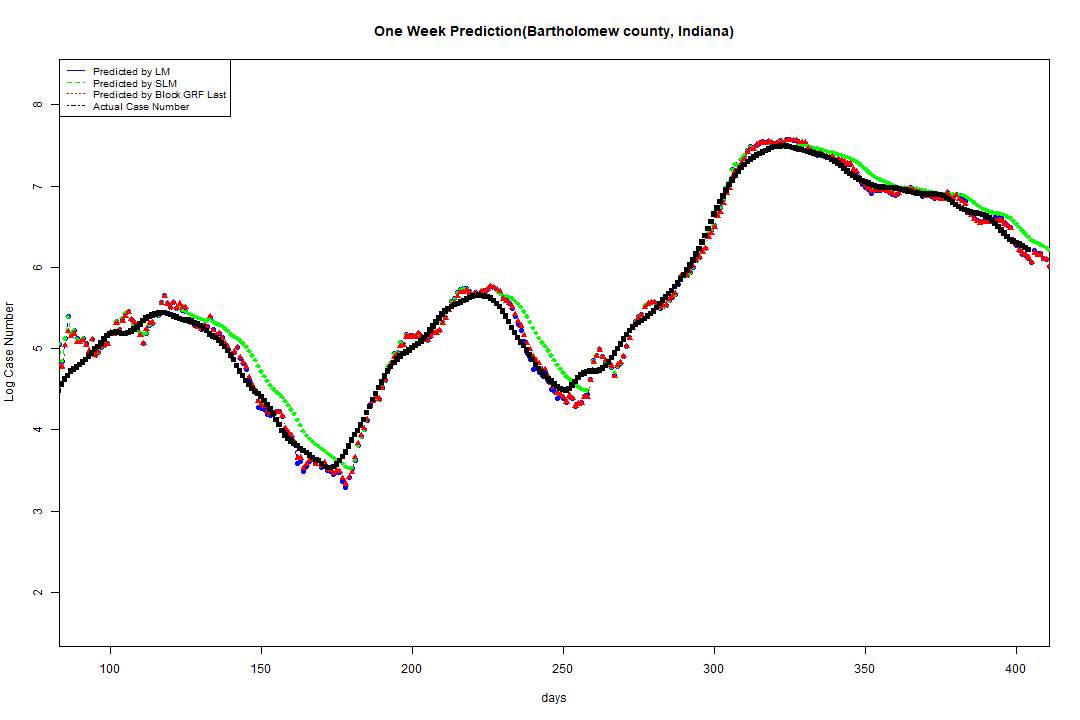 One Week Prediction(Bartholomew county, Indiana)
Predicted by LM
Predicted by SLM
Predicted by Block GRF Last
Actual Case Number
8
7
6
5
4
3
2
Log Case Number
100 150 200 250 300 350 400
days